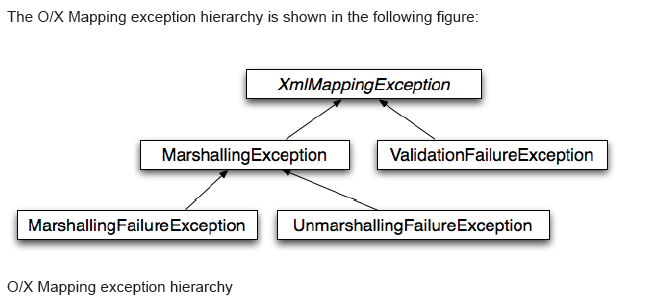 The O/X Mapping exception hierarchy is shown in the following figure:
XmlMappingException
MarshallingException
ValidationFailureException
MarshallingFailureException
UnmarshallingFailureException
O/X Mapping exception hierarchy